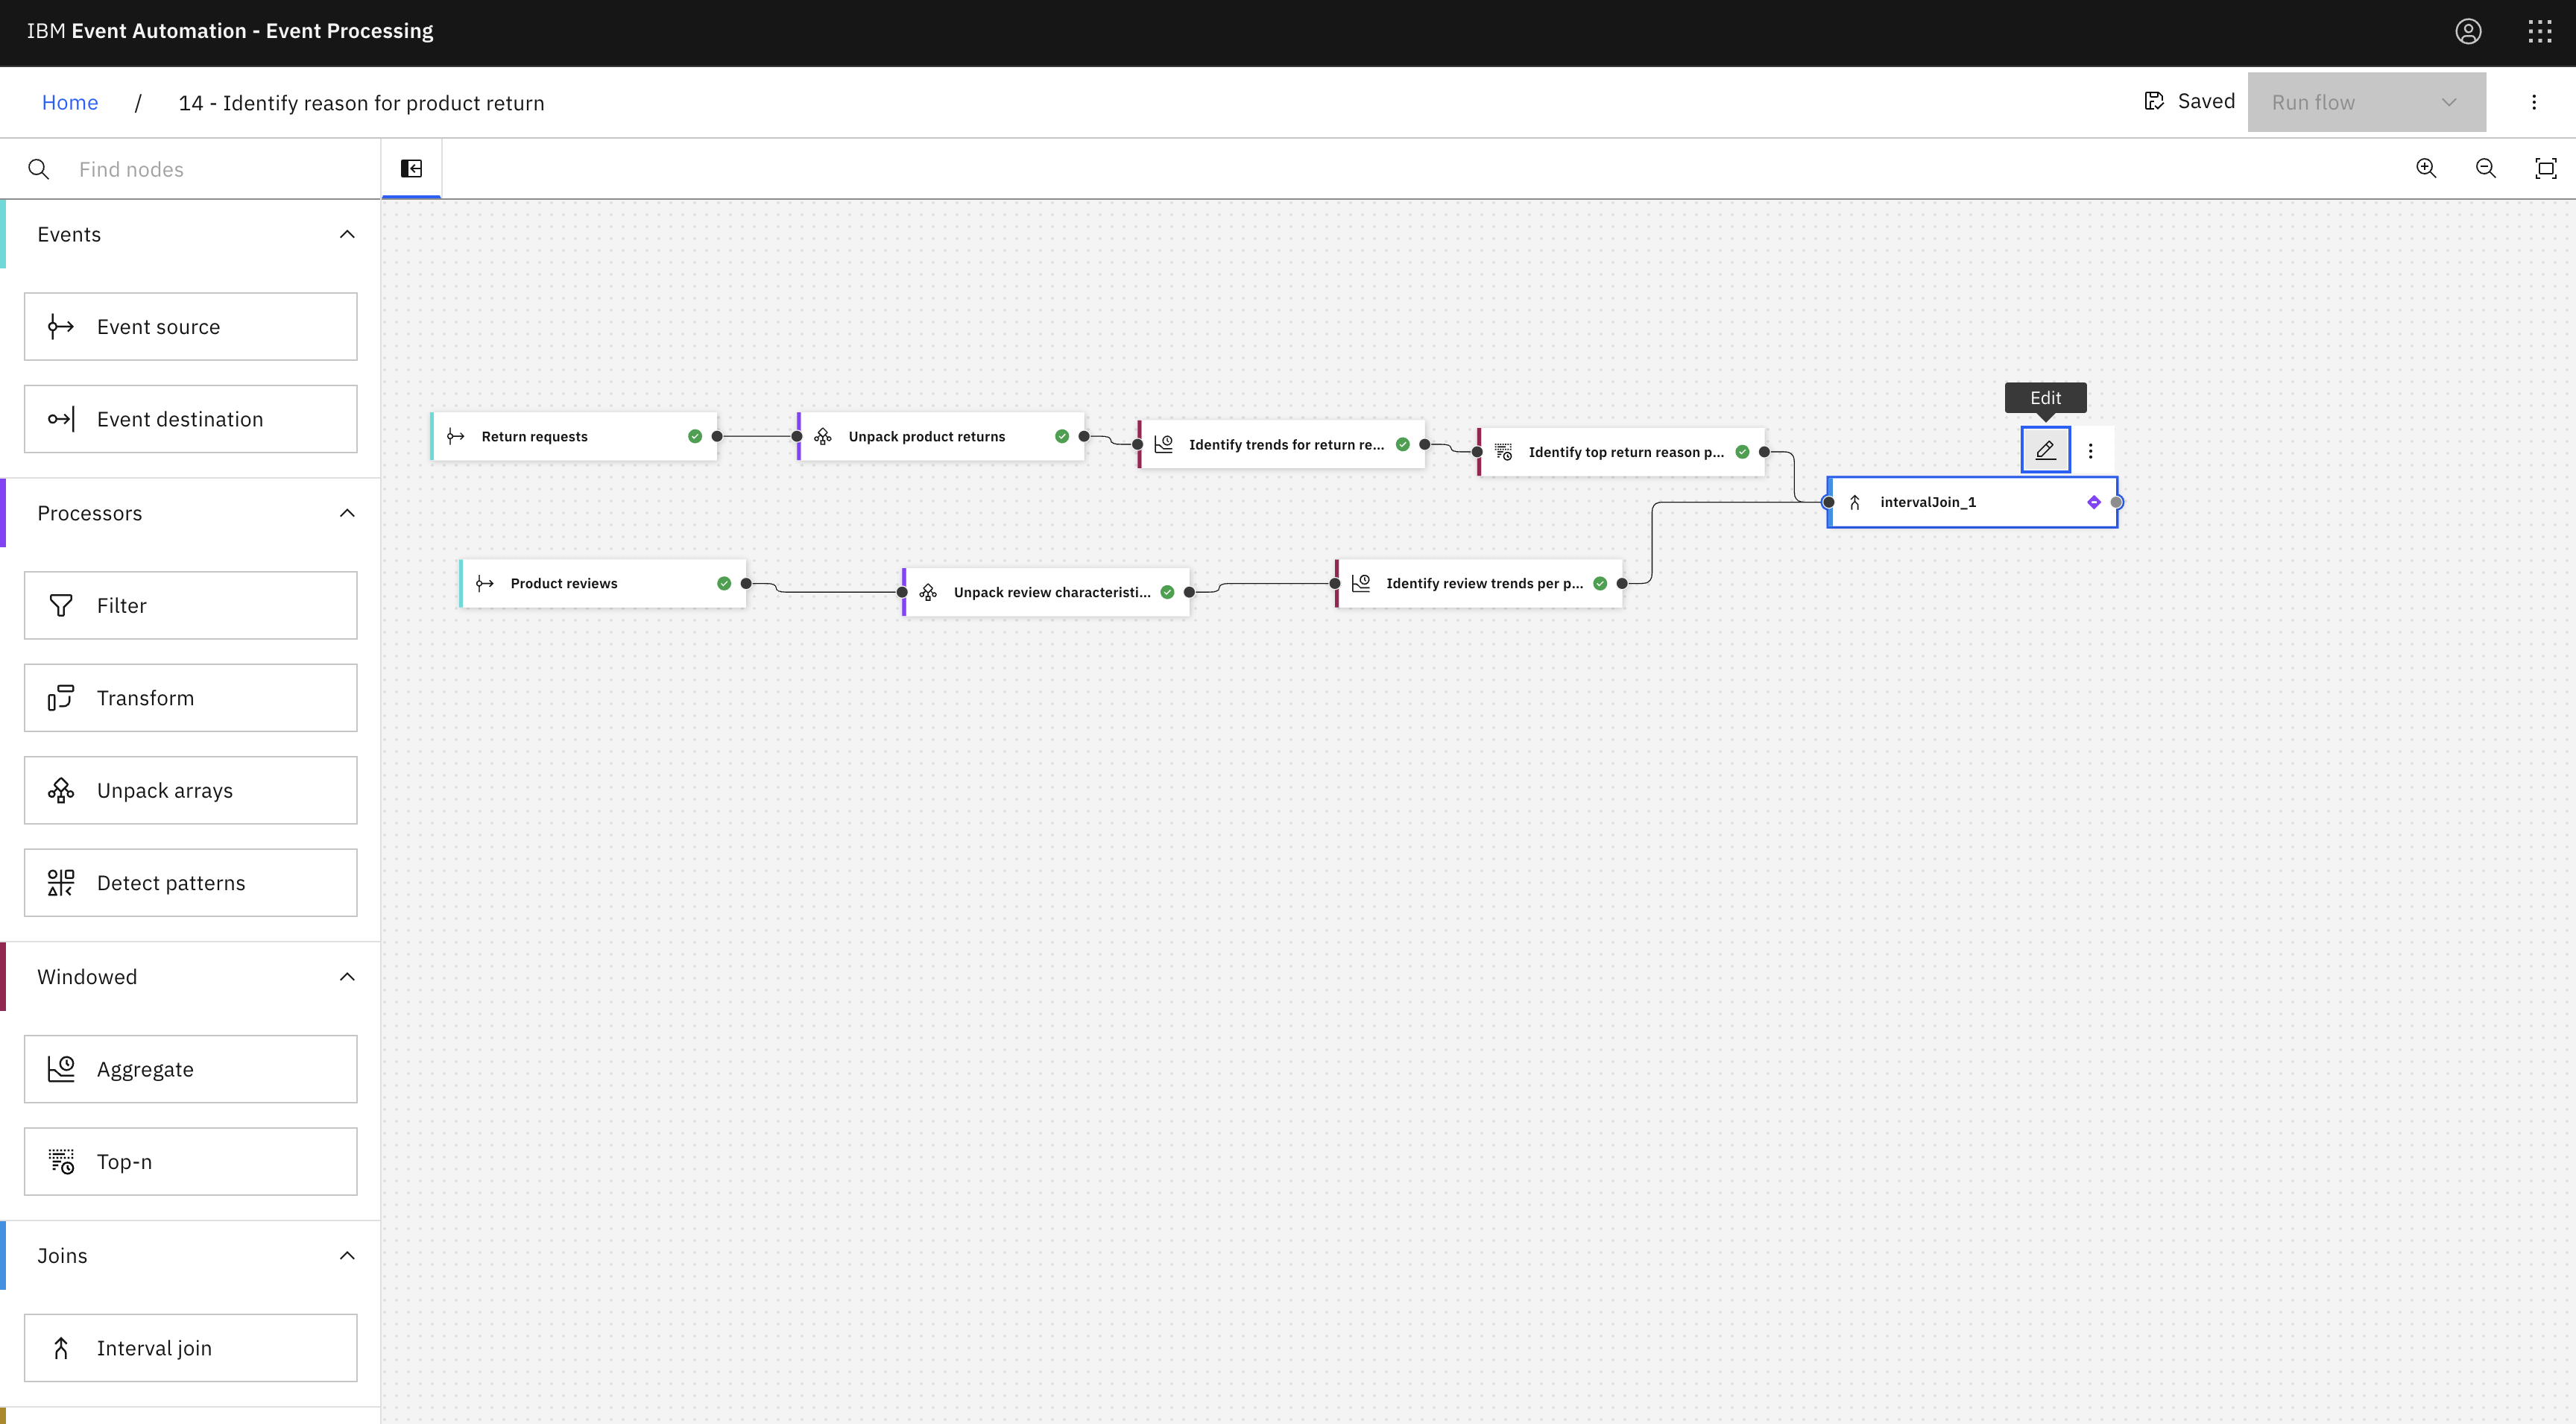 IBM Event Automation - Event Processing
Home / 14 - Identify reason for product return
Saved
Run flow
Find nodes
Events
Event source
Event destination
Processors
Filter
Transform
Unpack arrays
Detect patterns
Windowed
Aggregate
Top-n
Joins
Interval join
Edit
Return requests
Unpack product returns
Identify trends for return re...
Identify top return reason p...
intervalJoin_1
Product reviews
Unpack review characteristi...
Identify review trends per p...